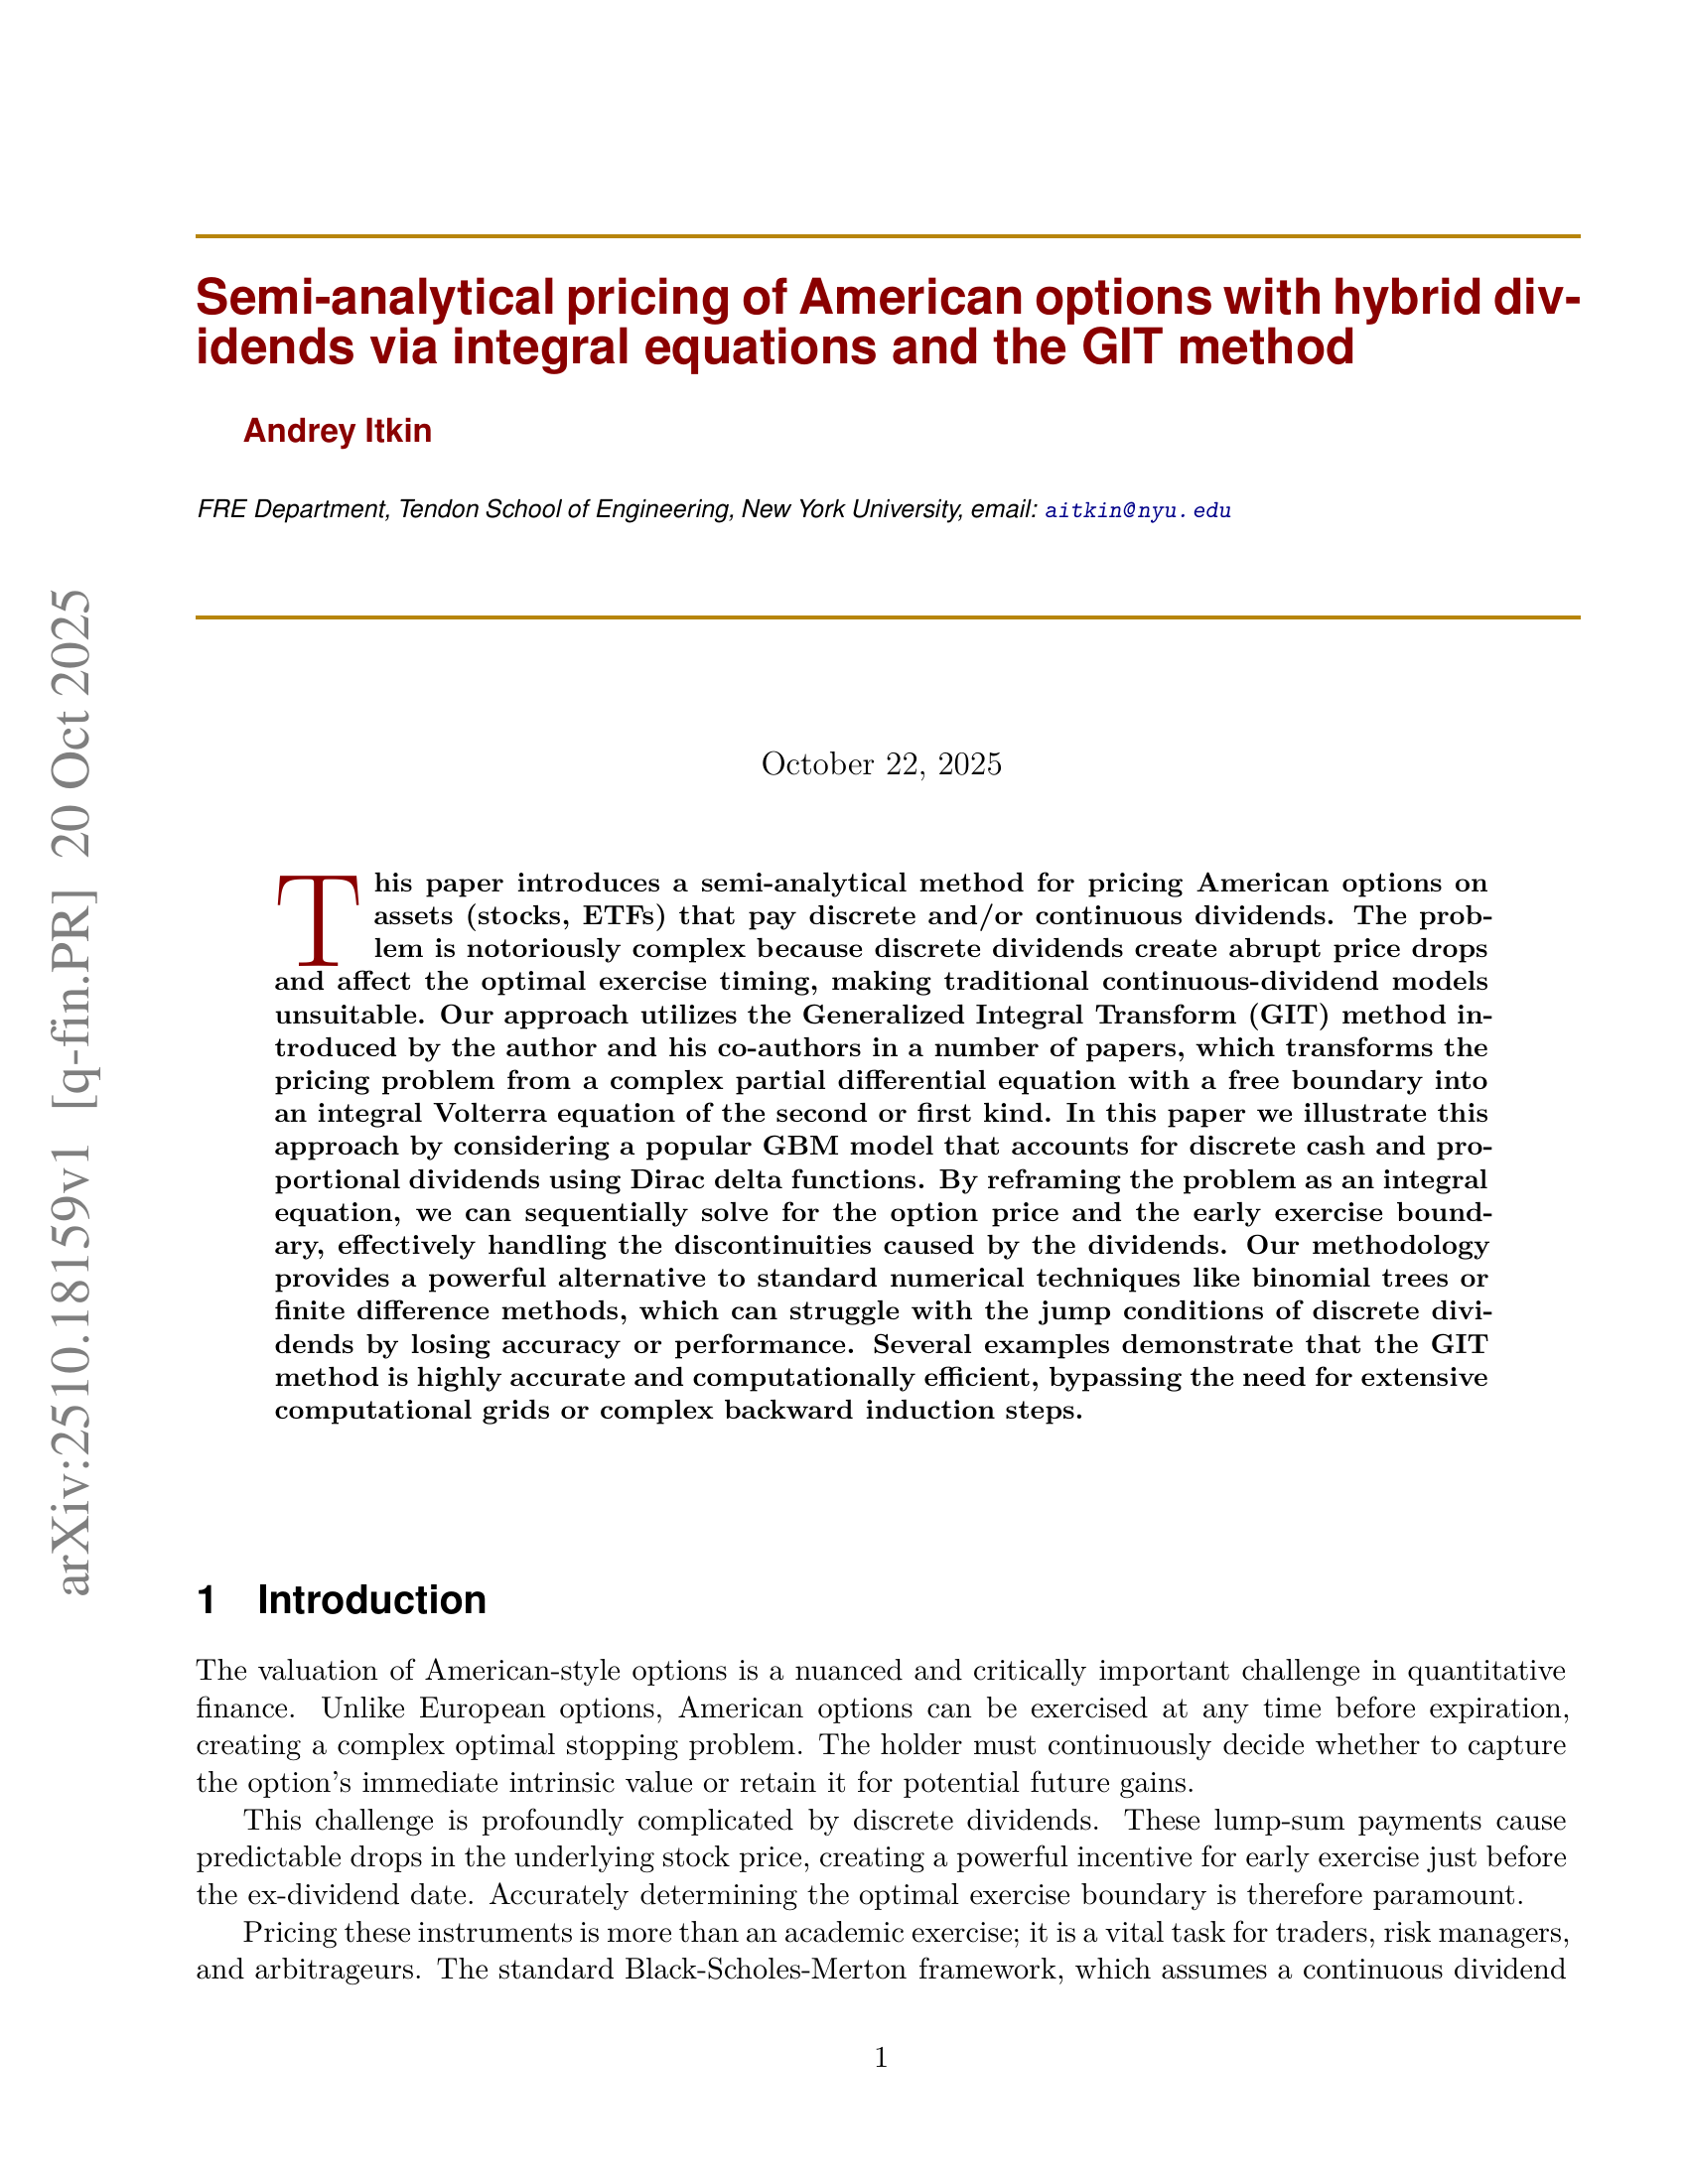 Semi-analytical pricing of American options with hybrid div-
idends via integral equations and the GIT method
Andrey Itkin
FRE Department, Tendon School of Engineering, New York University, email: aitkin@nyu.edu
arXiv:2510.18159v1 [q-fin.PR] 20 Oct 2025
October 22, 2025
This paper introduces a semi-analytical method for pricing American options on
assets (stocks, ETFs) that pay discrete and/or continuous dividends. The prob-
lem is notoriously complex because discrete dividends create abrupt price drops
and affect the optimal exercise timing, making traditional continuous-dividend models
unsuitable. Our approach utilizes the Generalized Integral Transform (GIT) method in-
troduced by the author and his co-authors in a number of papers, which transforms the
pricing problem from a complex partial differential equation with a free boundary into
an integral Volterra equation of the second or first kind. In this paper we illustrate this
approach by considering a popular GBM model that accounts for discrete cash and pro-
portional dividends using Dirac delta functions. By reframing the problem as an integral
equation, we can sequentially solve for the option price and the early exercise bound-
ary, effectively handling the discontinuities caused by the dividends. Our methodology
provides a powerful alternative to standard numerical techniques like binomial trees or
finite difference methods, which can struggle with the jump conditions of discrete divi-
dends by losing accuracy or performance. Several examples demonstrate that the GIT
method is highly accurate and computationally efficient, bypassing the need for extensive
computational grids or complex backward induction steps.
1 Introduction
The valuation of American-style options is a nuanced and critically important challenge in quantitative
finance. Unlike European options, American options can be exercised at any time before expiration,
creating a complex optimal stopping problem. The holder must continuously decide whether to capture
the option's immediate intrinsic value or retain it for potential future gains.
This challenge is profoundly complicated by discrete dividends. These lump-sum payments cause
predictable drops in the underlying stock price, creating a powerful incentive for early exercise just before
the ex-dividend date. Accurately determining the optimal exercise boundary is therefore paramount.
Pricing these instruments is more than an academic exercise; it is a vital task for traders, risk managers,
and arbitrageurs. The standard Black-Scholes-Merton framework, which assumes a continuous dividend
1